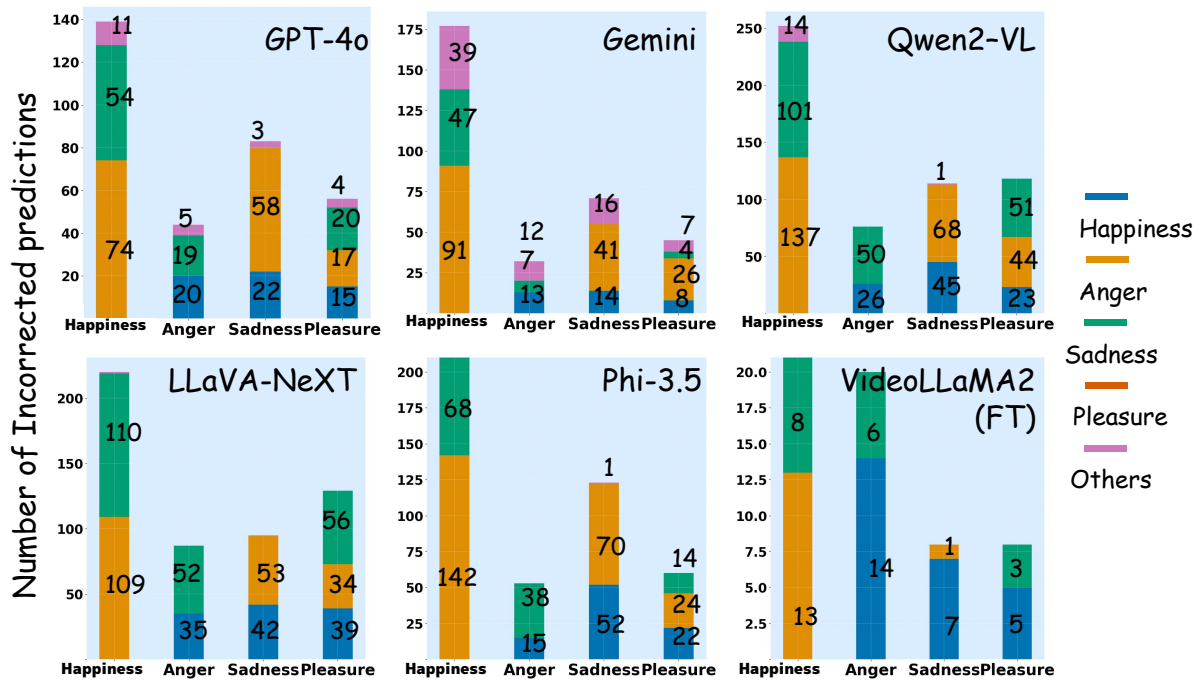 Number of Incorrected predictions
GPT-4o
140
120
100
80
60
40
20
11
54
74
5
19
20
3
58
22
4
20
17
15
Happiness
Anger
Sadness
Pleasure
Gemini
175
150
125
100
75
50
25
39
47
91
12
7
13
16
41
14
7
4
26
8
Happiness
Anger
Sadness
Pleasure
Qwen2-VL
250
200
150
100
50
14
101
137
50
26
1
68
45
51
44
23
Happiness
Anger
Sadness
Pleasure
LLaVA-NeXT
200
150
100
50
110
109
52
35
53
42
56
34
39
Happiness
Anger
Sadness
Pleasure
Phi-3.5
200
175
150
125
100
75
50
25
68
142
38
15
1
70
52
14
24
22
Happiness
Anger
Sadness
Pleasure
VideoLLaMA2
(FT)
20.0
17.5
15.0
12.5
10.0
7.5
5.0
2.5
8
13
6
14
1
7
3
5
Happiness
Anger
Sadness
Pleasure
Happiness
Anger
Sadness
Pleasure
Others